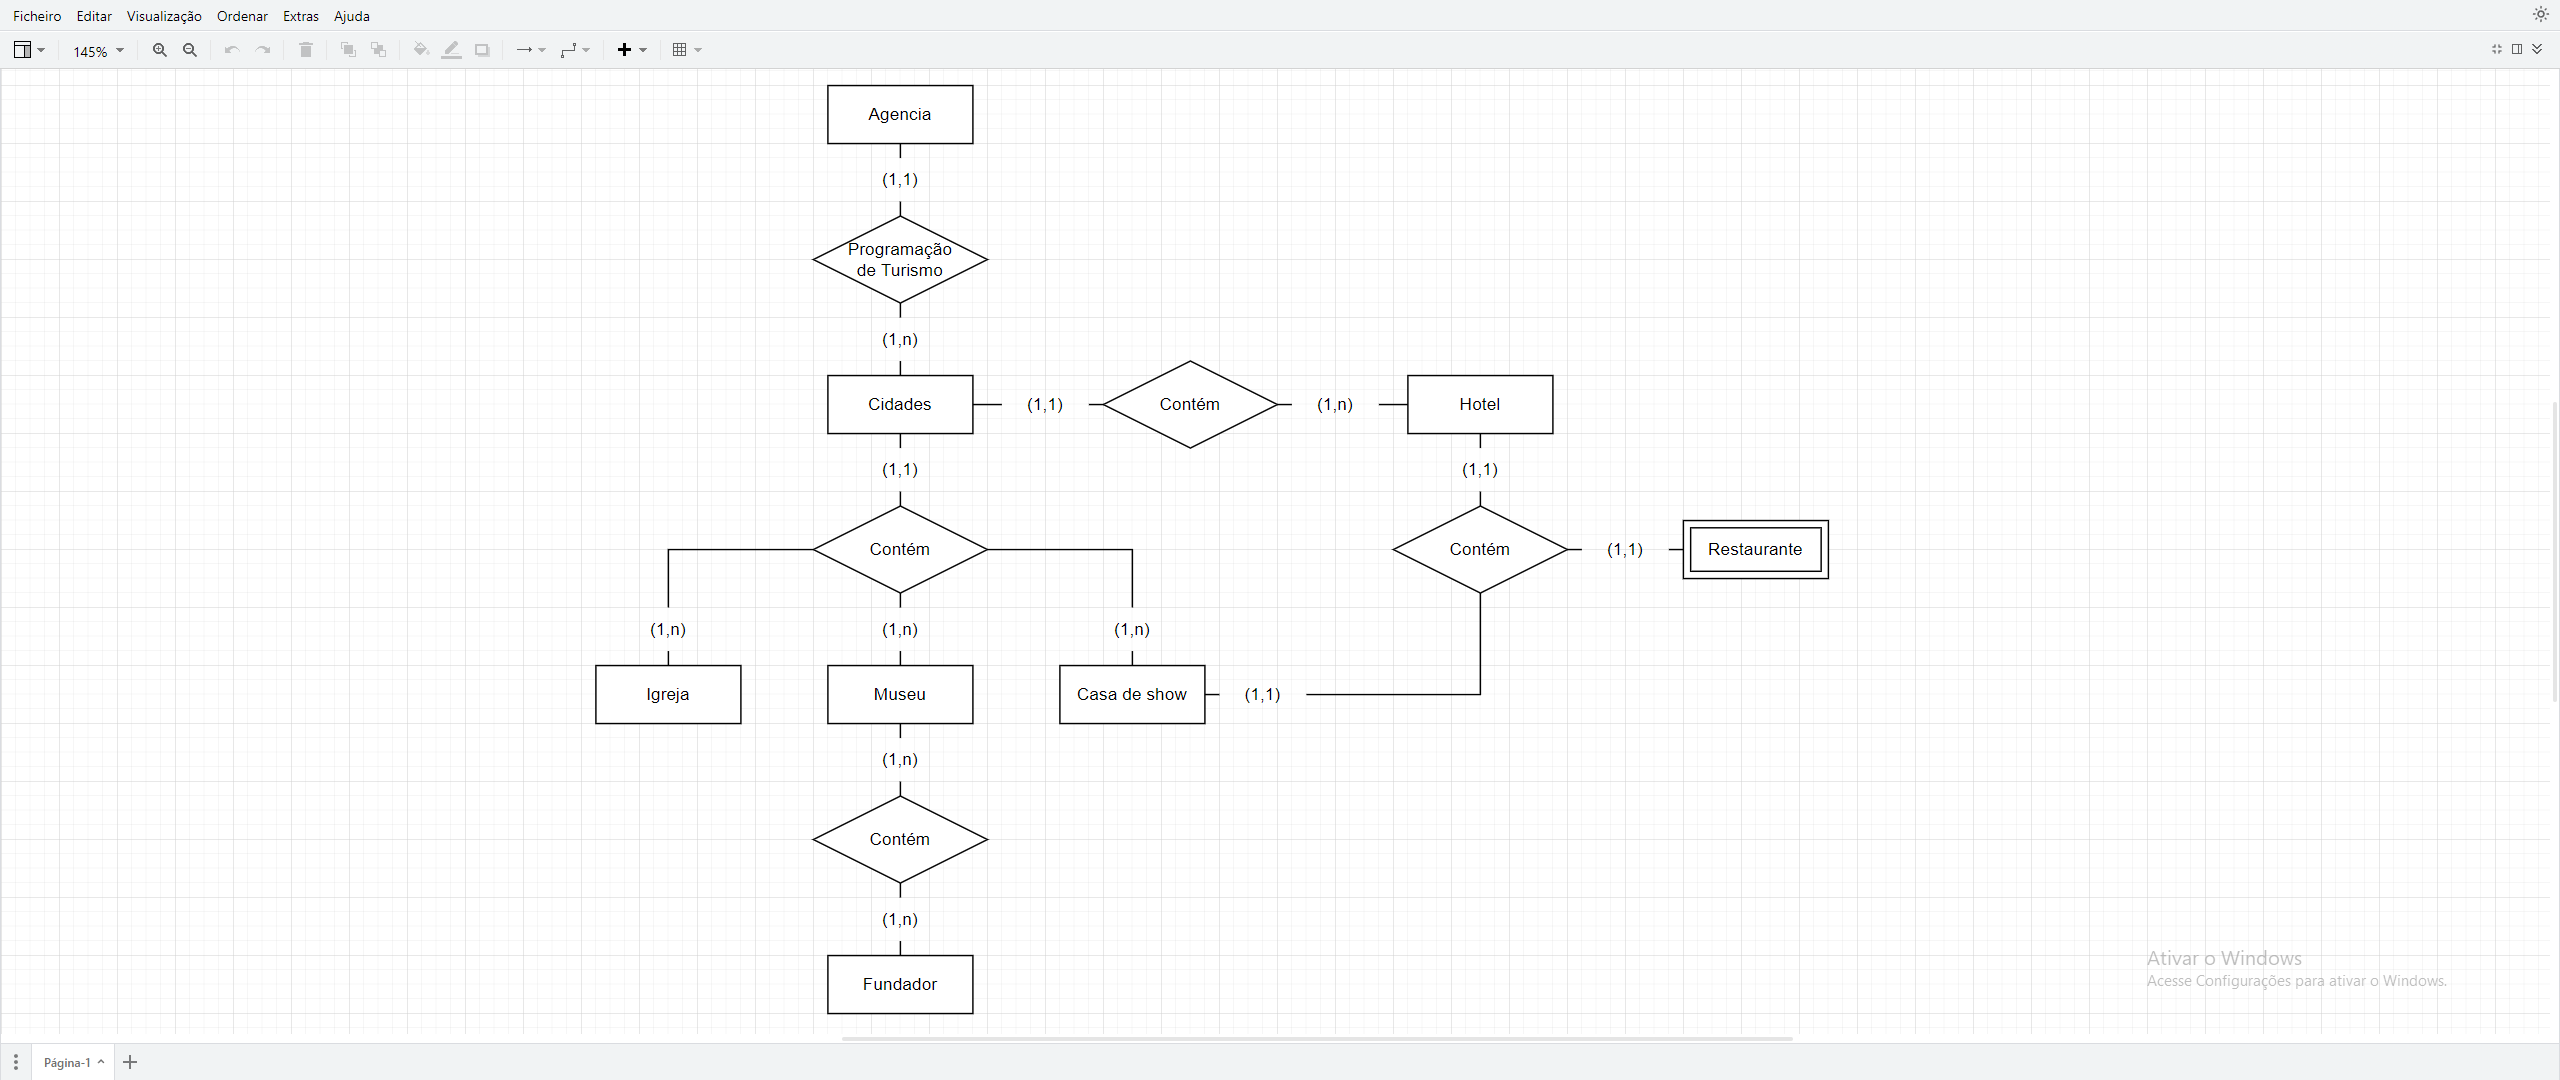 Ficheiro Editar Visualização Ordenar Extras Ajuda
145%
Agencia
(1,1)
Programação
de Turismo
(1,n)
Cidades (1,1) Contém (1,n) Hotel
(1,1) (1,1)
Contém Contém (1,1) Restaurante
(1,n) (1,n) (1,n)
Igreja Museu Casa de show (1,1)
(1,n)
Contém
(1,n)
Fundador
Ativar o Windows
Acesse Configurações para ativar o Windows.
Página-1